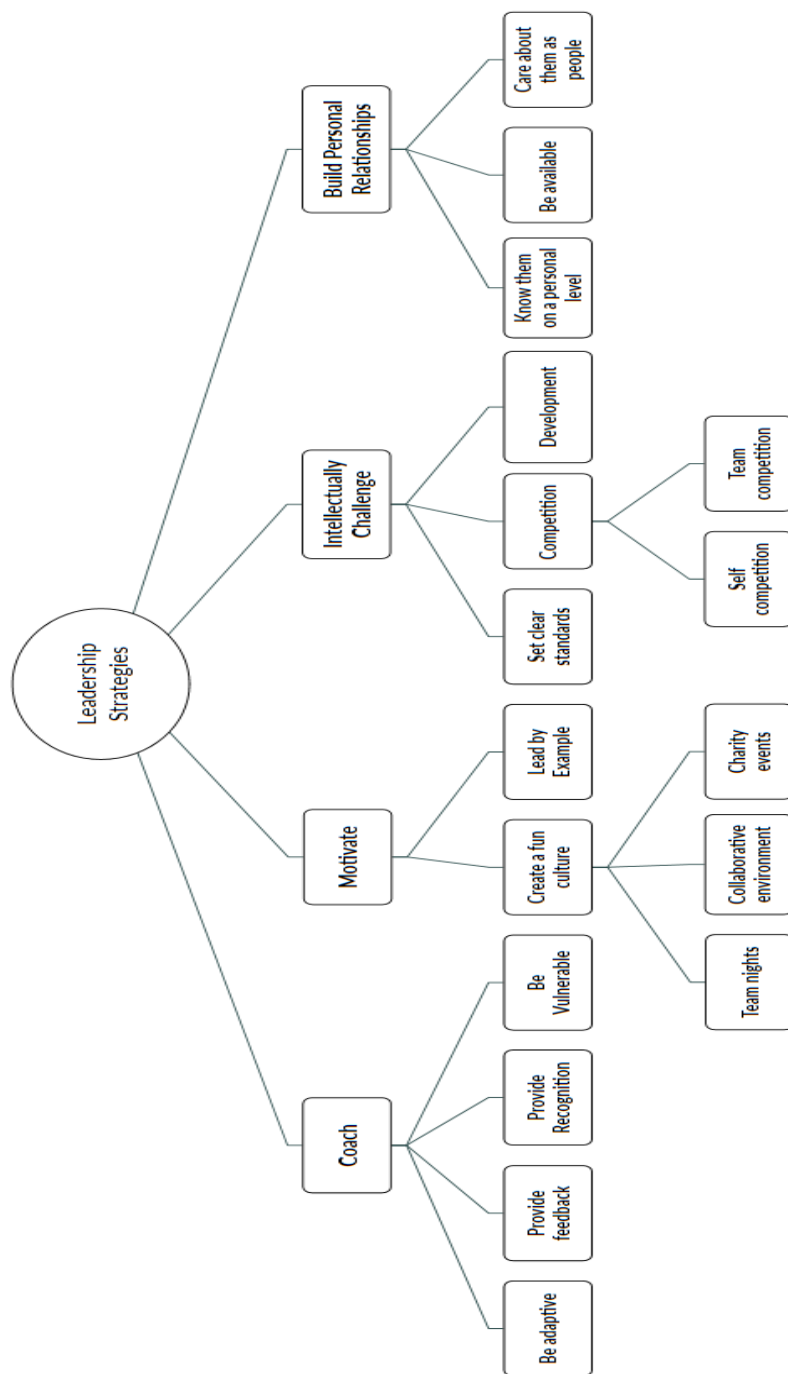 Leadership
Strategies
Coach
Motivate
Intellectually
Challenge
Build Personal
Relationships
Be adaptive
Provide
feedback
Provide
Recognition
Be
Vulnerable
Create a fun
culture
Lead by
Example
Set clear
standards
Competition
Development
Know them
on a personal
level
Be available
Care about
them as
people
Team nights
Collaborative
environment
Charity
events
Self
competition
Team
competition